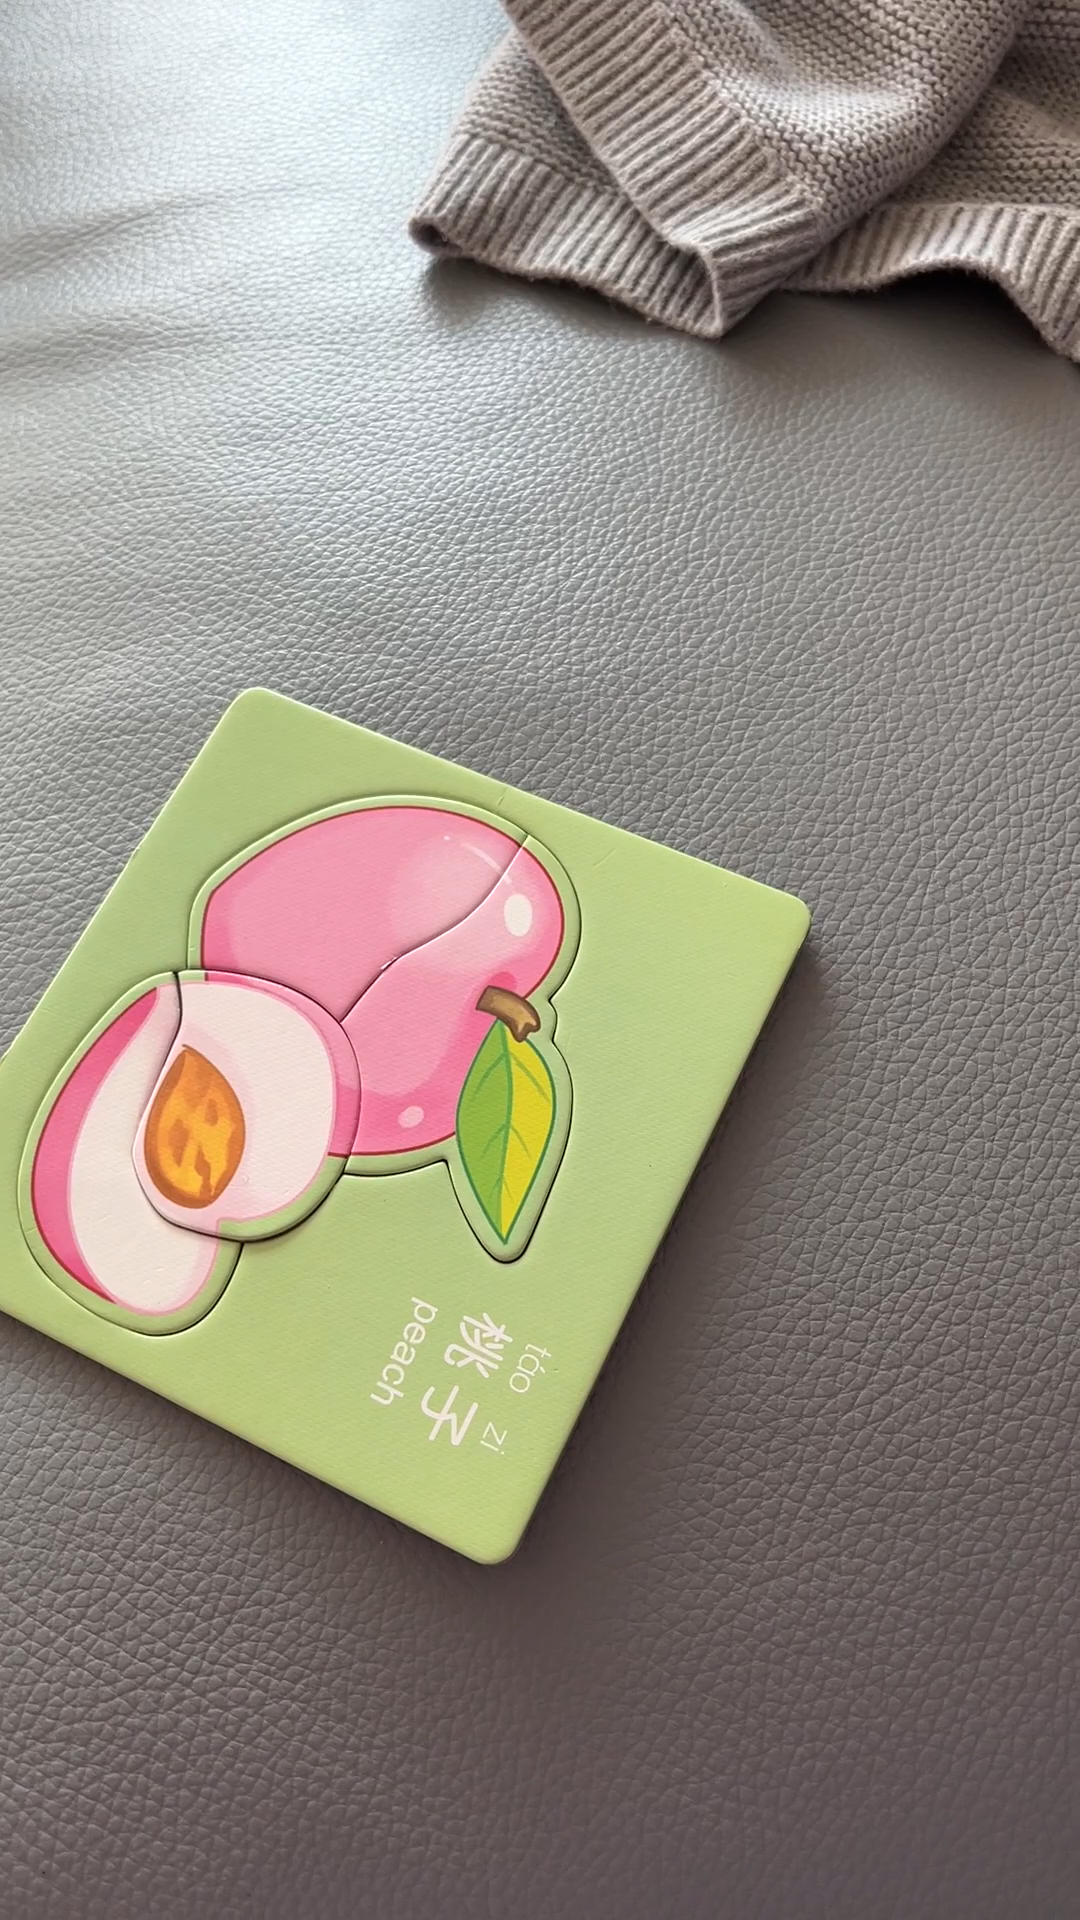 táo zi
桃子
peach